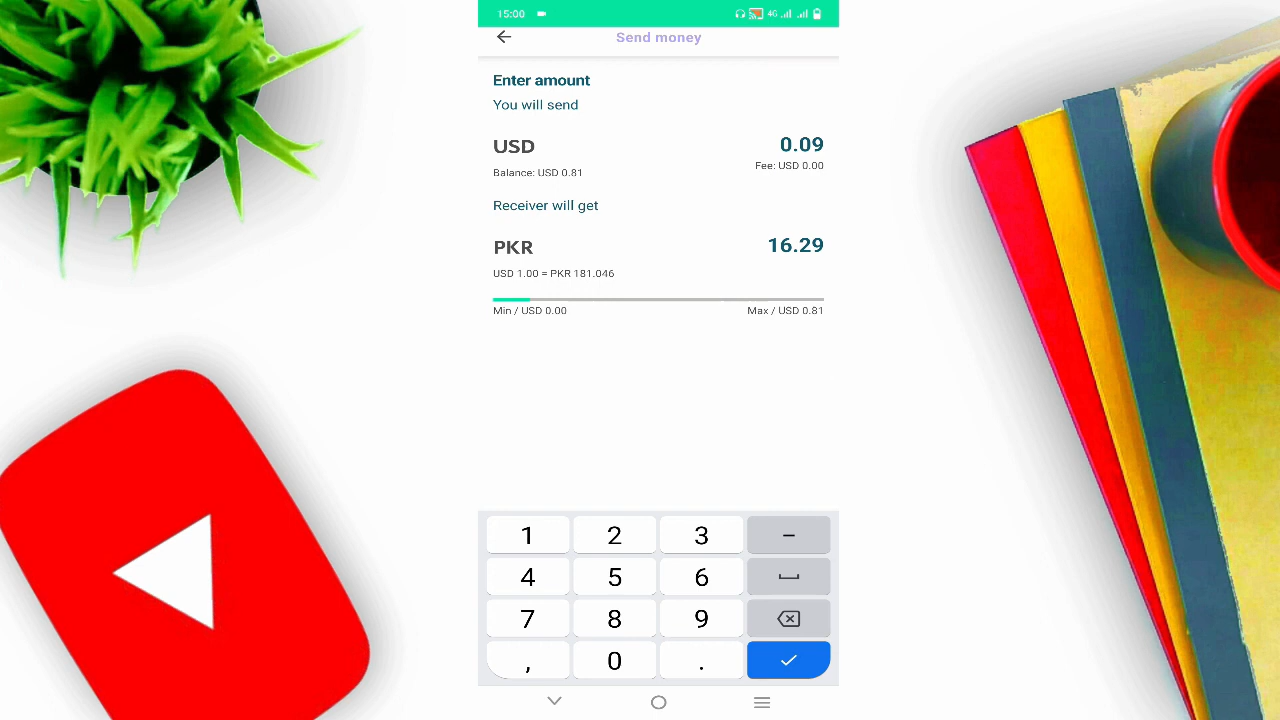 15:00 4G
Send money
Enter amount
You will send
USD 0.09
Balance: USD 0.81 Fee: USD 0.00
Receiver will get
PKR 16.29
USD 1.00 = PKR 181.046
Min / USD 0.00 Max / USD 0.81
1 2 3 –
4 5 6
7 8 9
, 0 .